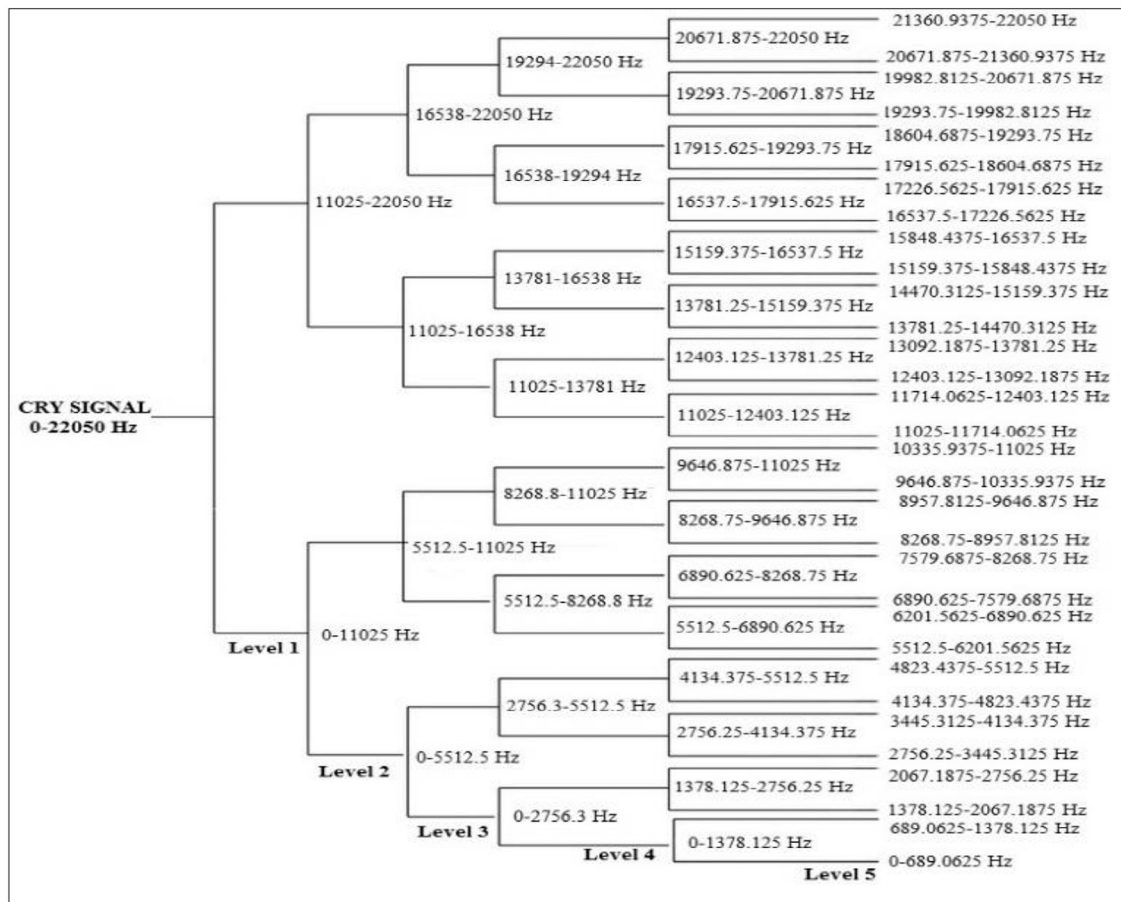 21360.9375-22050 Hz
20671.875-22050 Hz
20671.875-21360.9375 Hz
19294-22050 Hz
19982.8125-20671.875 Hz
19293.75-20671.875 Hz
19293.75-19982.8125 Hz
16538-22050 Hz
18604.6875-19293.75 Hz
17915.625-19293.75 Hz
17915.625-18604.6875 Hz
16538-19294 Hz
17226.5625-17915.625 Hz
16537.5-17915.625 Hz
16537.5-17226.5625 Hz
11025-22050 Hz
15848.4375-16537.5 Hz
15159.375-16537.5 Hz
15159.375-15848.4375 Hz
13781-16538 Hz
14470.3125-15159.375 Hz
13781.25-15159.375 Hz
13781.25-14470.3125 Hz
11025-16538 Hz
13092.1875-13781.25 Hz
12403.125-13781.25 Hz
12403.125-13092.1875 Hz
11025-13781 Hz
11714.0625-12403.125 Hz
11025-12403.125 Hz
11025-11714.0625 Hz
CRY SIGNAL
0-22050 Hz
10335.9375-11025 Hz
9646.875-11025 Hz
9646.875-10335.9375 Hz
8268.8-11025 Hz
8957.8125-9646.875 Hz
8268.75-9646.875 Hz
8268.75-8957.8125 Hz
5512.5-11025 Hz
7579.6875-8268.75 Hz
6890.625-8268.75 Hz
6890.625-7579.6875 Hz
5512.5-8268.8 Hz
6201.5625-6890.625 Hz
5512.5-6890.625 Hz
5512.5-6201.5625 Hz
0-11025 Hz
Level 1
4823.4375-5512.5 Hz
4134.375-5512.5 Hz
4134.375-4823.4375 Hz
2756.3-5512.5 Hz
3445.3125-4134.375 Hz
2756.25-4134.375 Hz
2756.25-3445.3125 Hz
0-5512.5 Hz
Level 2
2067.1875-2756.25 Hz
1378.125-2756.25 Hz
1378.125-2067.1875 Hz
0-2756.3 Hz
Level 3
689.0625-1378.125 Hz
0-1378.125 Hz
Level 4
0-689.0625 Hz
Level 5